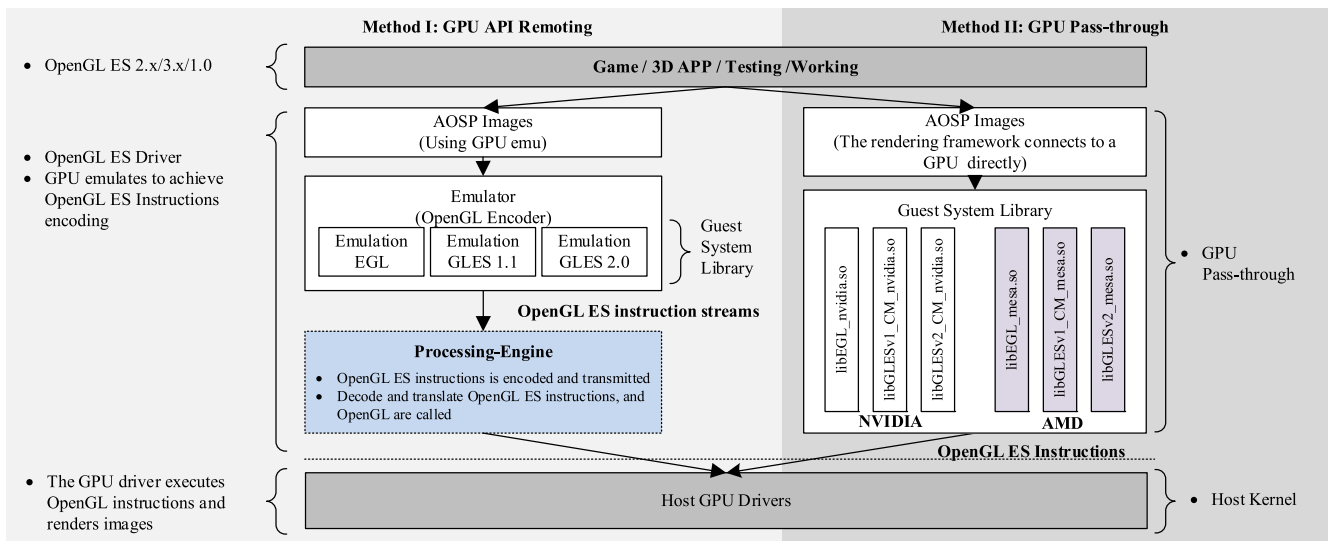 Method I: GPU API Remoting
Method II: GPU Pass-through
• OpenGL ES 2.x/3.x/1.0
Game / 3D APP / Testing /Working
• OpenGL ES Driver
• GPU emulates to achieve
OpenGL ES Instructions
encoding
AOSP Images
(Using GPU emu)
Emulator
(OpenGL Encoder)
Emulation
EGL
Emulation
GLES 1.1
Emulation
GLES 2.0
Guest
System
Library
OpenGL ES instruction streams
Processing-Engine
• OpenGL ES instructions is encoded and transmitted
• Decode and translate OpenGL ES instructions, and
OpenGL are called
AOSP Images
(The rendering framework connects to a
GPU directly)
Guest System Library
libEGL_nvidia.so
libGLESv1_CM_nvidia.so
libGLESv2_CM_nvidia.so
libEGL_mesa.so
libGLESv1_CM_mesa.so
libGLESv2_mesa.so
NVIDIA
AMD
• GPU
Pass-through
OpenGL ES Instructions
• The GPU driver executes
OpenGL instructions and
renders images
Host GPU Drivers
• Host Kernel